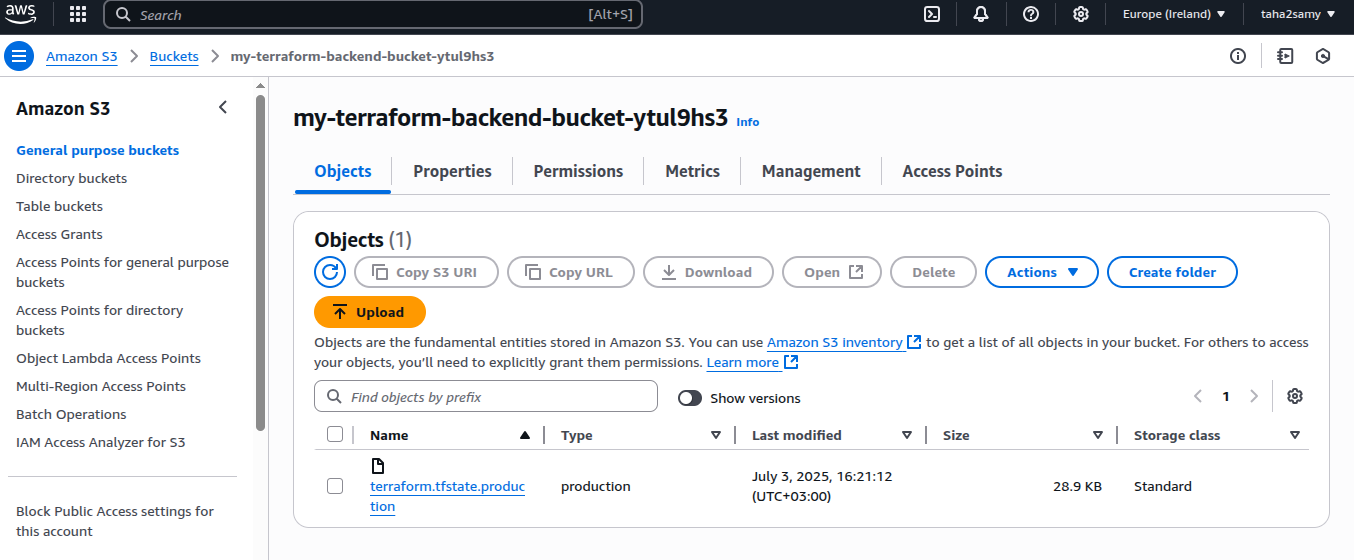 aws
Search [Alt+S]
Europe (Ireland)
taha2samy
Amazon S3
Buckets
my-terraform-backend-bucket-ytul9hs3
Amazon S3
General purpose buckets
Directory buckets
Table buckets
Access Grants
Access Points for general purpose
buckets
Access Points for directory
buckets
Object Lambda Access Points
Multi-Region Access Points
Batch Operations
IAM Access Analyzer for S3
Block Public Access settings for
this account
my-terraform-backend-bucket-ytul9hs3 Info
Objects
Properties
Permissions
Metrics
Management
Access Points
Objects (1)
Copy S3 URI
Copy URL
Download
Open
Delete
Actions
Create folder
Upload
Objects are the fundamental entities stored in Amazon S3. You can use Amazon S3 inventory to get a list of all objects in your bucket. For others to access
your objects, you'll need to explicitly grant them permissions. Learn more
Find objects by prefix
Show versions
1
Name
Type
Last modified
Size
Storage class
terraform.tfstate.produc
tion
production
July 3, 2025, 16:21:12
(UTC+03:00)
28.9 KB
Standard